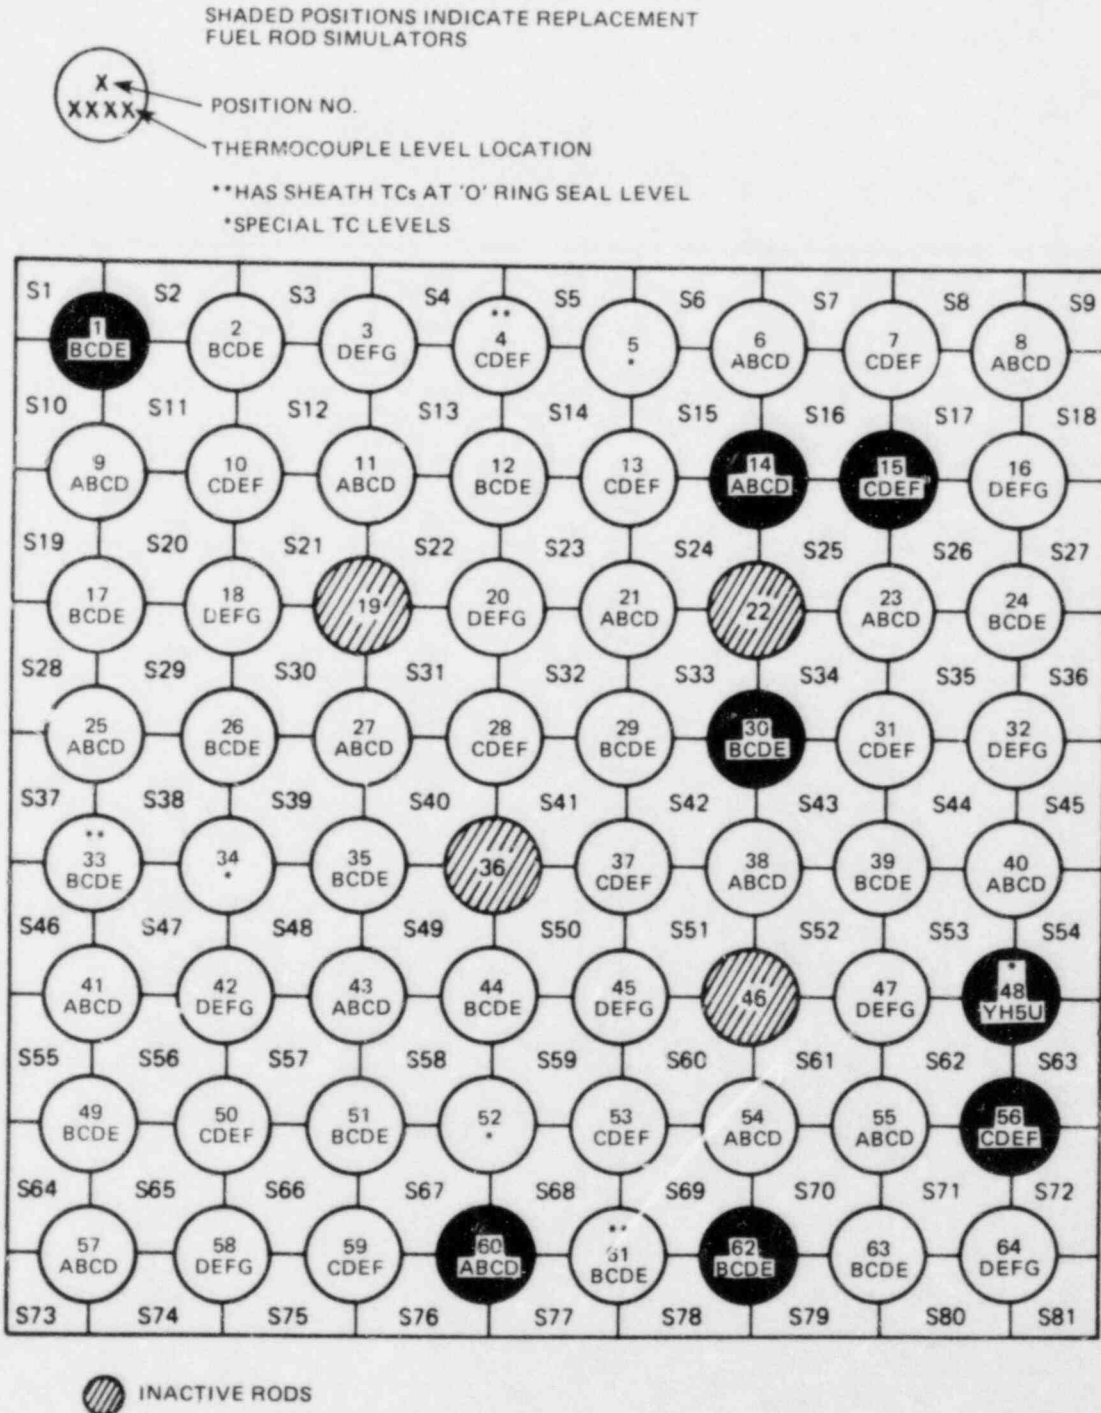 SHADED POSITIONS INDICATE REPLACEMENT
FUEL ROD SIMULATORS
X
XXXX
POSITION NO.
THERMOCOUPLE LEVEL LOCATION
**HAS SHEATH TCs AT 'O' RING SEAL LEVEL
*SPECIAL TC LEVELS
S1 S2 S3 S4 S5 S6 S7 S8 S9
**
1 2 3 4 5 6 7 8
BCDE BCDE DEFG CDEF * ABCD CDEF ABCD
S10 S11 S12 S13 S14 S15 S16 S17 S18
9 10 11 12 13 14 15 16
ABCD CDEF ABCD BCDE CDEF ABCD CDEF DEFG
S19 S20 S21 S22 S23 S24 S25 S26 S27
17 18 19 20 21 22 23 24
BCDE DEFG DEFG ABCD ABCD BCDE
S28 S29 S30 S31 S32 S33 S34 S35 S36
25 26 27 28 29 30 31 32
ABCD BCDE ABCD CDEF BCDE BCDE CDEF DEFG
S37 S38 S39 S40 S41 S42 S43 S44 S45
**
33 34 35 36 37 38 39 40
BCDE * BCDE CDEF ABCD BCDE ABCD
S46 S47 S48 S49 S50 S51 S52 S53 S54
*
41 42 43 44 45 46 47 48
ABCD DEFG ABCD BCDE DEFG DEFG YH5U
S55 S56 S57 S58 S59 S60 S61 S62 S63
49 50 51 52 53 54 55 56
BCDE CDEF BCDE * CDEF ABCD ABCD CDEF
S64 S65 S66 S67 S68 S69 S70 S71 S72
**
57 58 59 60 61 62 63 64
ABCD DEFG CDEF ABCD BCDE BCDE BCDE DEFG
S73 S74 S75 S76 S77 S78 S79 S80 S81
INACTIVE RODS